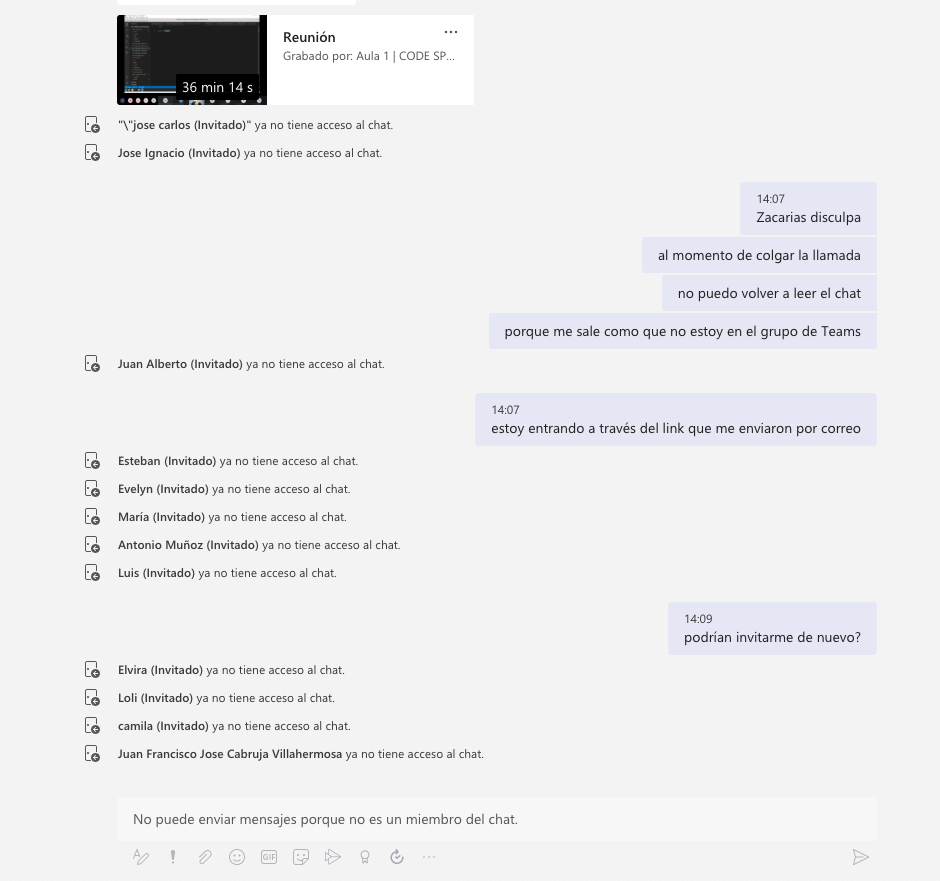 Reunión
...
Grabado por: Aula 1 | CODE SP...
36 min 14 s
"\"jose carlos (Invitado)" ya no tiene acceso al chat.
Jose Ignacio (Invitado) ya no tiene acceso al chat.
14:07
Zacarias disculpa
al momento de colgar la llamada
no puedo volver a leer el chat
porque me sale como que no estoy en el grupo de Teams
Juan Alberto (Invitado) ya no tiene acceso al chat.
14:07
estoy entrando a través del link que me enviaron por correo
Esteban (Invitado) ya no tiene acceso al chat.
Evelyn (Invitado) ya no tiene acceso al chat.
María (Invitado) ya no tiene acceso al chat.
Antonio Muñoz (Invitado) ya no tiene acceso al chat.
Luis (Invitado) ya no tiene acceso al chat.
14:09
podrían invitarme de nuevo?
Elvira (Invitado) ya no tiene acceso al chat.
Loli (Invitado) ya no tiene acceso al chat.
camila (Invitado) ya no tiene acceso al chat.
Juan Francisco Jose Cabruja Villahermosa ya no tiene acceso al chat.
No puede enviar mensajes porque no es un miembro del chat.
GIF